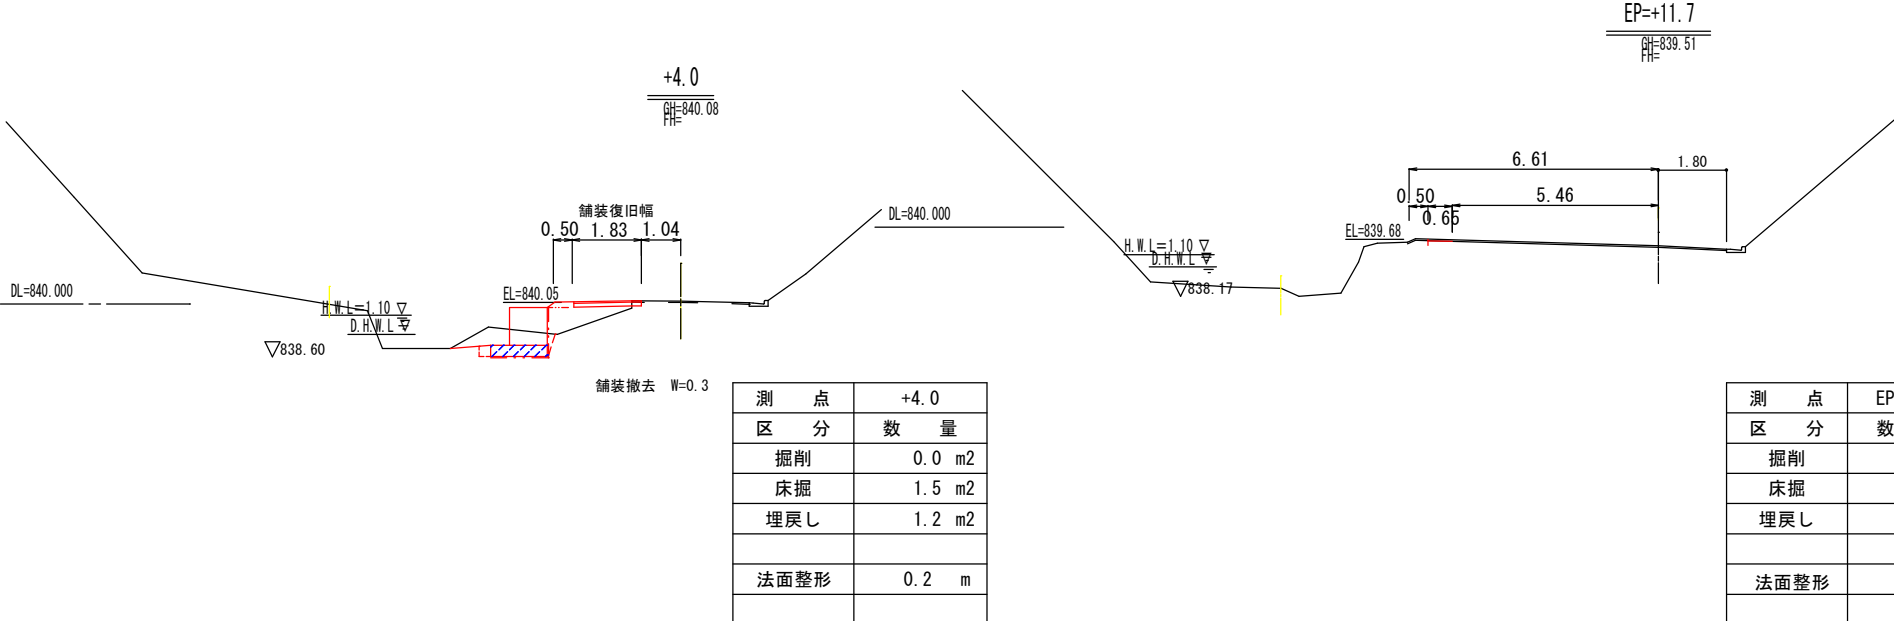 EP=+11.7
GH=839.51
FH=
+4.0
GH=840.08
FH=
6.61
1.80
0.50
5.46
0.65
舗装復旧幅
0.50 1.83 1.04
DL=840.000
EL=839.68
H.W.L=1.10
D.H.W.L
838.17
DL=840.000
EL=840.05
H.W.L=1.10
D.H.W.L
838.60
舗装撤去 W=0.3
測 点 +4.0
区 分 数 量
掘削 0.0 m2
床掘 1.5 m2
埋戻し 1.2 m2
法面整形 0.2 m
測 点 EP
区 分 数
掘削
床掘
埋戻し
法面整形